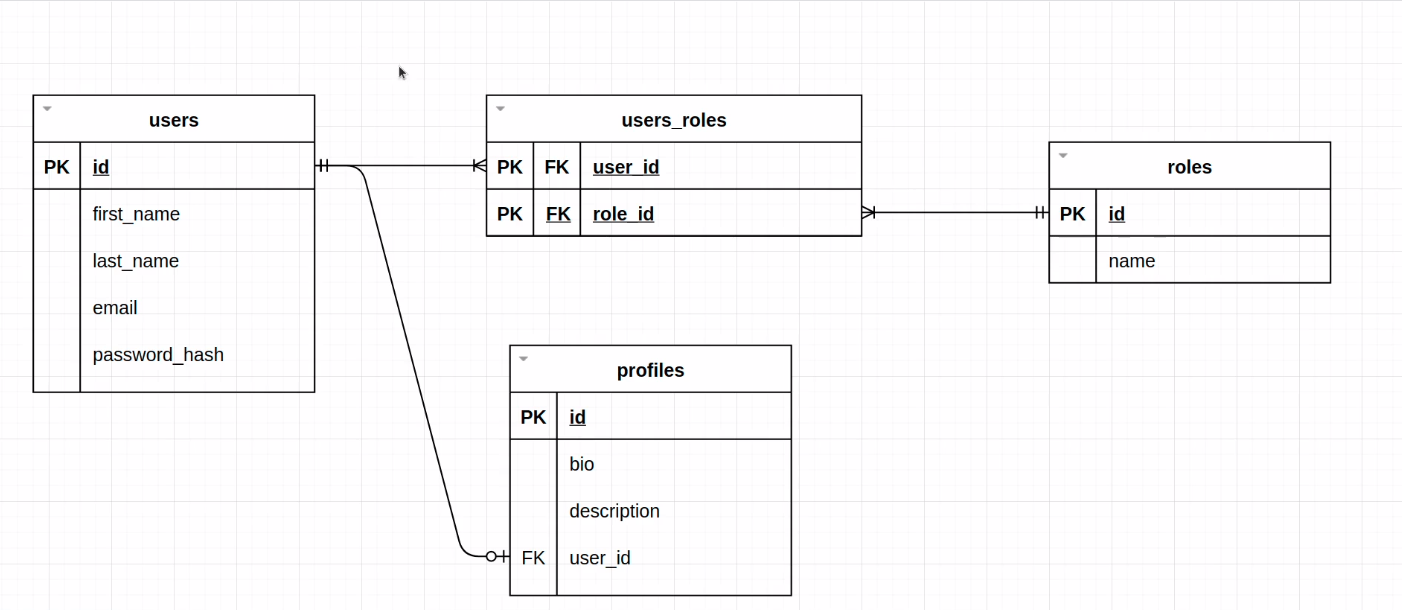 users
PK id
first_name
last_name
email
password_hash
users_roles
PK FK user_id
PK FK role_id
roles
PK id
name
profiles
PK id
bio
description
FK user_id